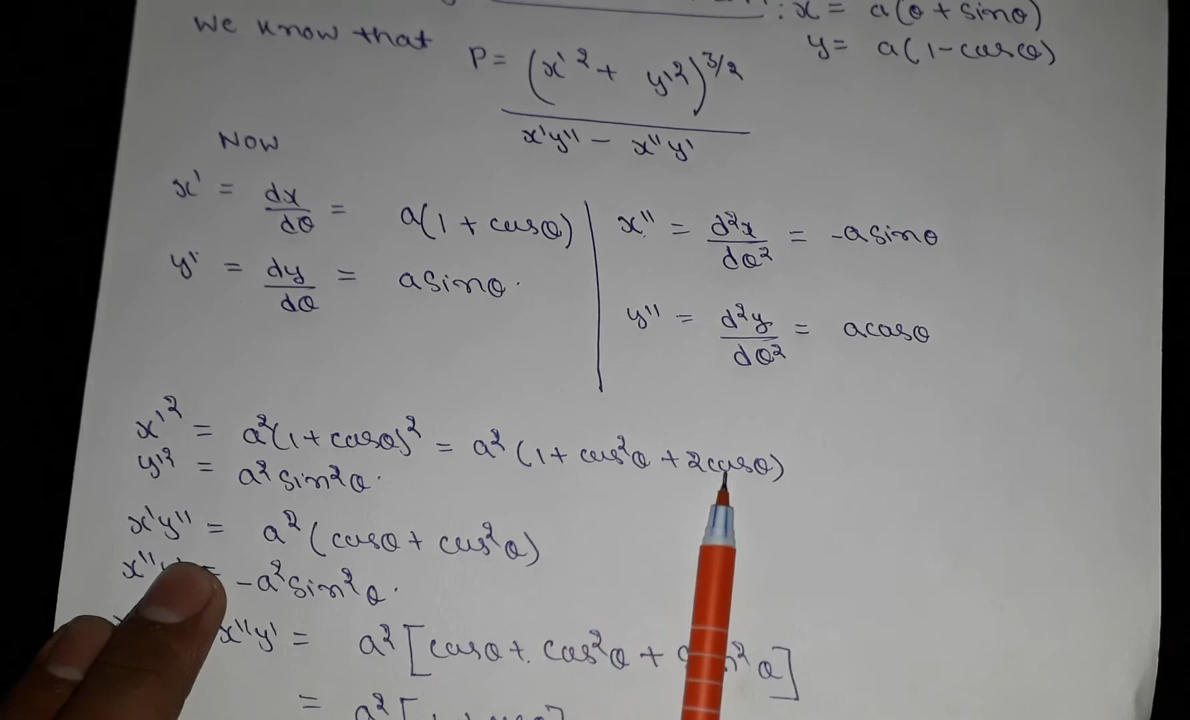 : x = a(θ + sinθ)
We know that
y = a(1 - cosθ)
P = (x'² + y'²)^3/2
x'y'' - x''y'
Now
x' = dx/dθ = a(1 + cosθ) | x'' = d²x/dθ² = -asinθ
y' = dy/dθ = asinθ. | y'' = d²y/dθ² = acosθ
x'² = a²(1 + cosθ)² = a²(1 + cos²θ + 2cosθ)
y'² = a²sin²θ.
x'y'' = a²(cosθ + cos²θ)
x'' = -a²sin²θ.
x''y' = a²[cosθ + cos²θ + θ]
= a²[